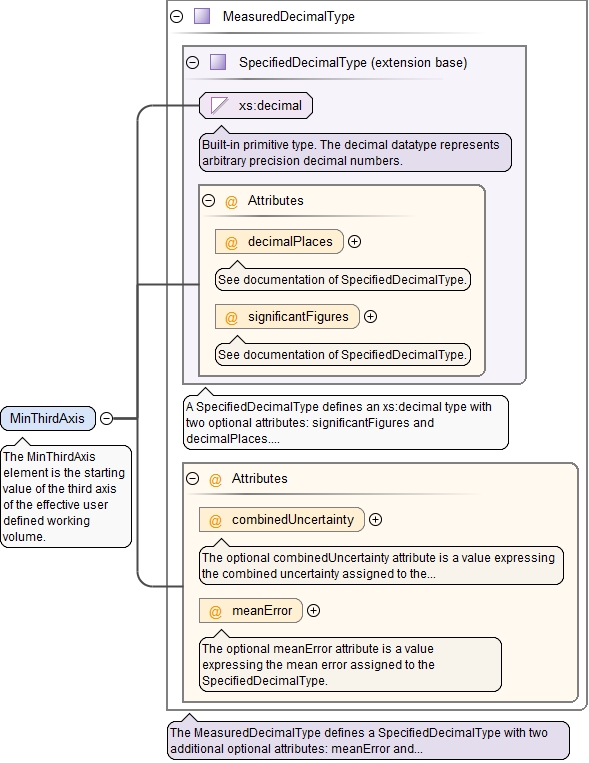 MeasuredDecimalType
SpecifiedDecimalType (extension base)
xs:decimal
Built-in primitive type. The decimal datatype represents
arbitrary precision decimal numbers.
@ Attributes
@ decimalPlaces
See documentation of SpecifiedDecimalType.
@ significantFigures
See documentation of SpecifiedDecimalType.
A SpecifiedDecimalType defines an xs:decimal type with
two optional attributes: significantFigures and
decimalPlaces....
MinThirdAxis
The MinThirdAxis
element is the starting
value of the third axis
of the effective user
defined working
volume.
@ Attributes
@ combinedUncertainty
The optional combinedUncertainty attribute is a value expressing
the combined uncertainty assigned to the...
@ meanError
The optional meanError attribute is a value
expressing the mean error assigned to the
SpecifiedDecimalType.
The MeasuredDecimalType defines a SpecifiedDecimalType with two
additional optional attributes: meanError and...